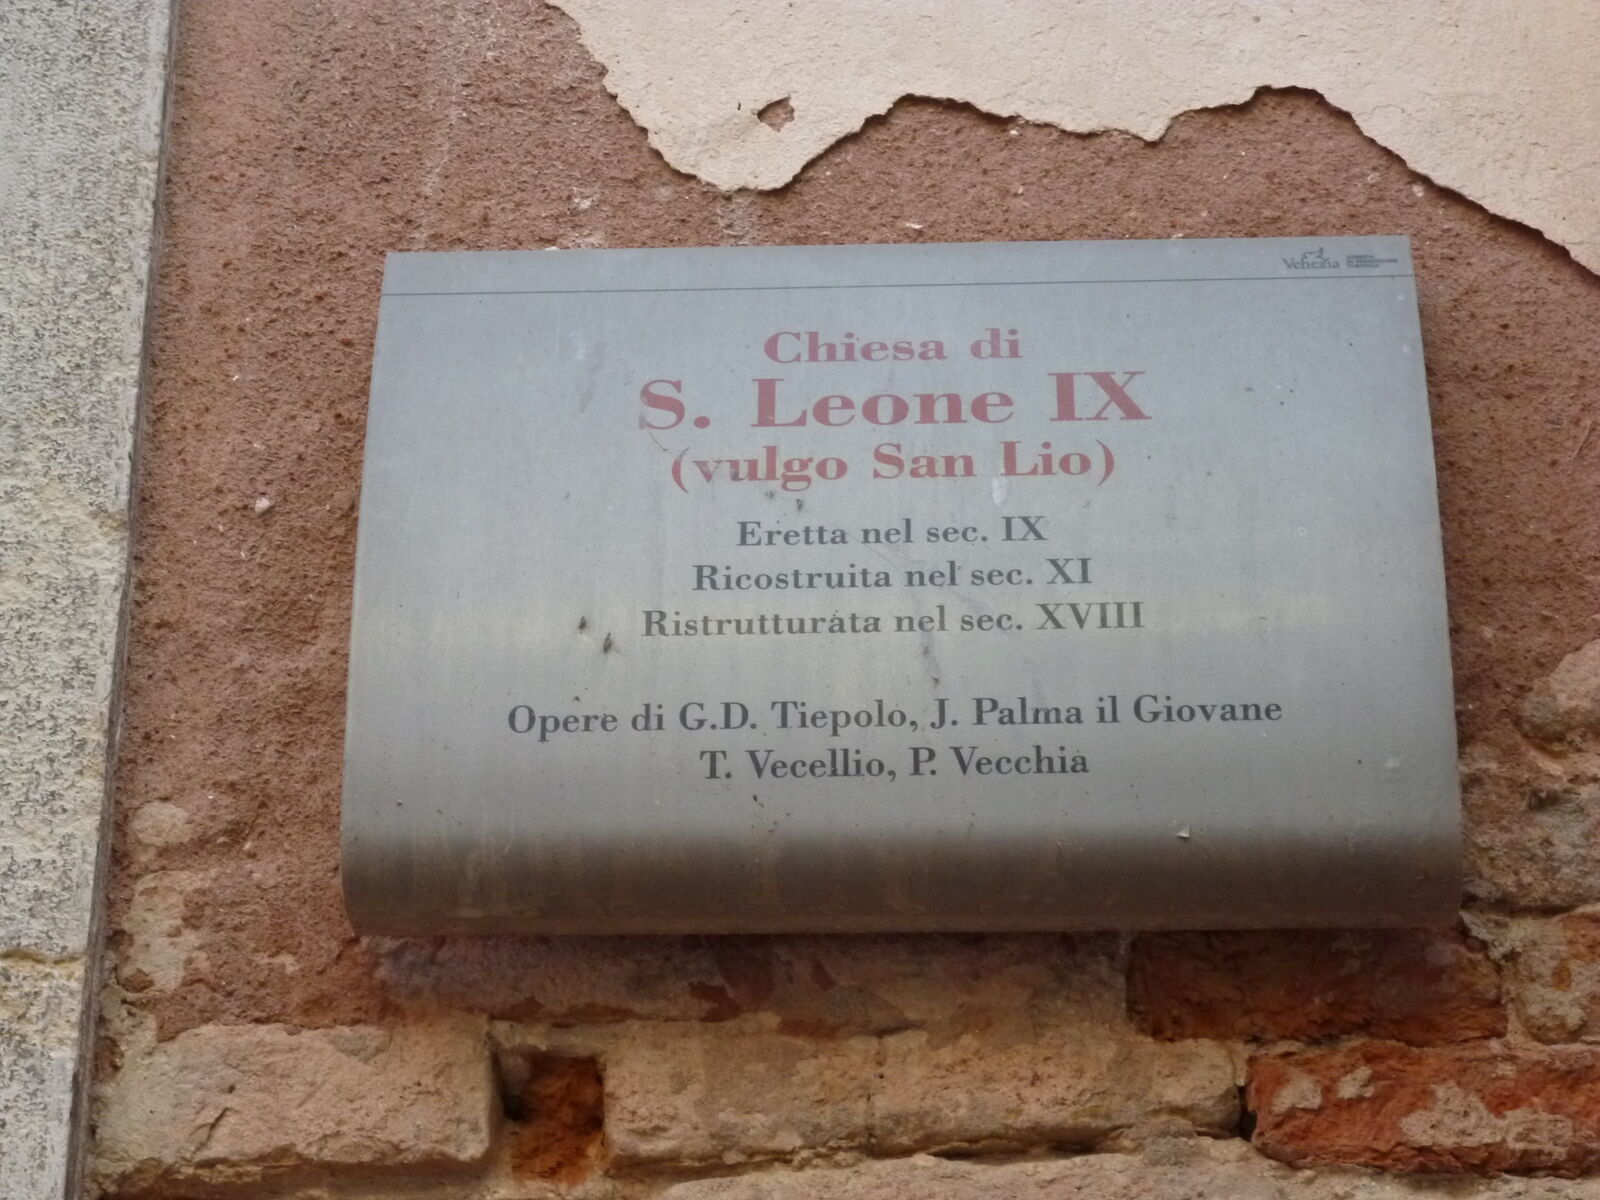 Venezia
Chiesa di
S. Leone IX
(vulgo San Lio)
Eretta nel sec. IX
Ricostruita nel sec. XI
Ristrutturata nel sec. XVIII
Opere di G.D. Tiepolo, J. Palma il Giovane
T. Vecellio, P. Vecchia